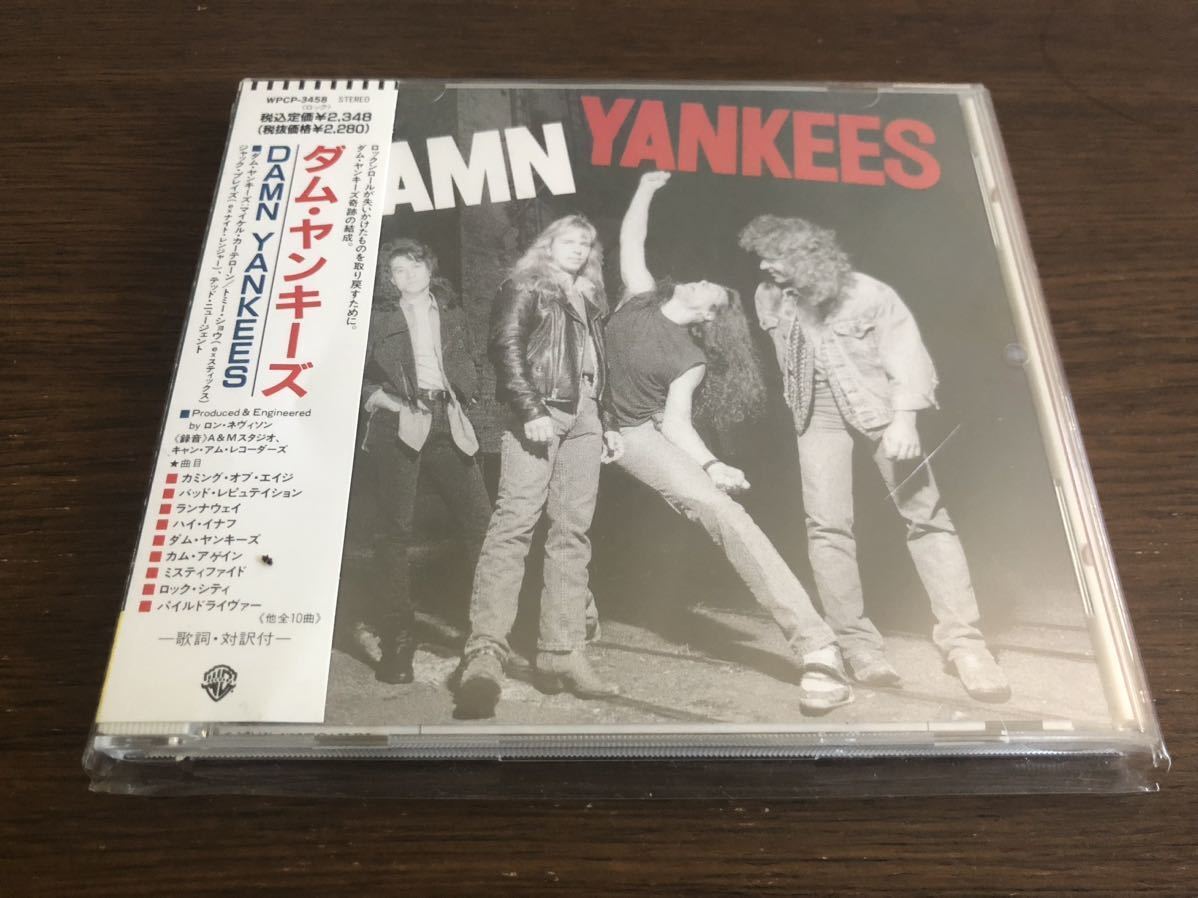 WPCP-3458 STEREO
〈ロック〉
税込定価¥2,348
(税抜価格¥2,280)
ロックンロールが失いかけたものを取り戻すために。
ダム・ヤンキーズ奇跡の結成。
ダム・ヤンキーズ
DAMN YANKEES
■ダム・ヤンキーズ:マイケル・カーテローン/トミー・ショウ(exスティックス)
ジャック・ブレイズ(exナイト・レンジャー)、テッド・ニュージェント
■Produced & Engineered
by ロン・ネヴィソン
《録音》A&Mスタジオ、
キャン・アム・レコーダーズ
★曲目
■カミング・オブ・エイジ
■バッド・レピュテイション
■ランナウェイ
■ハイ・イナフ
■ダム・ヤンキーズ
■カム・アゲイン
■ミスティファイド
■ロック・シティ
■パイルドライヴァー
《他全10曲》
—歌詞・対訳付—
AMN YANKEES